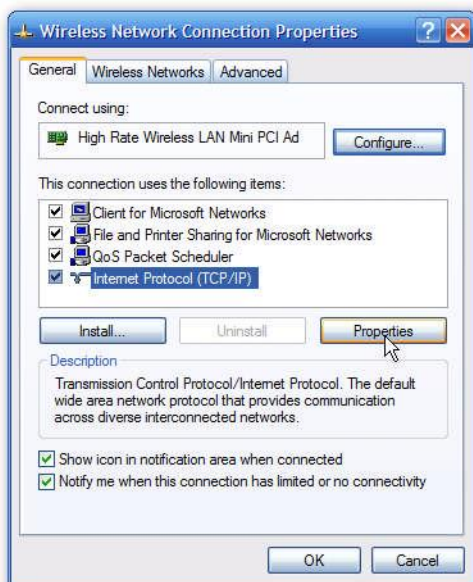 Wireless Network Connection Properties
General Wireless Networks Advanced
Connect using:
High Rate Wireless LAN Mini PCI Ad
Configure...
This connection uses the following items:
Client for Microsoft Networks
File and Printer Sharing for Microsoft Networks
QoS Packet Scheduler
Internet Protocol (TCP/IP)
Install... Uninstall Properties
Description
Transmission Control Protocol/Internet Protocol. The default
wide area network protocol that provides communication
across diverse interconnected networks.
Show icon in notification area when connected
Notify me when this connection has limited or no connectivity
OK Cancel